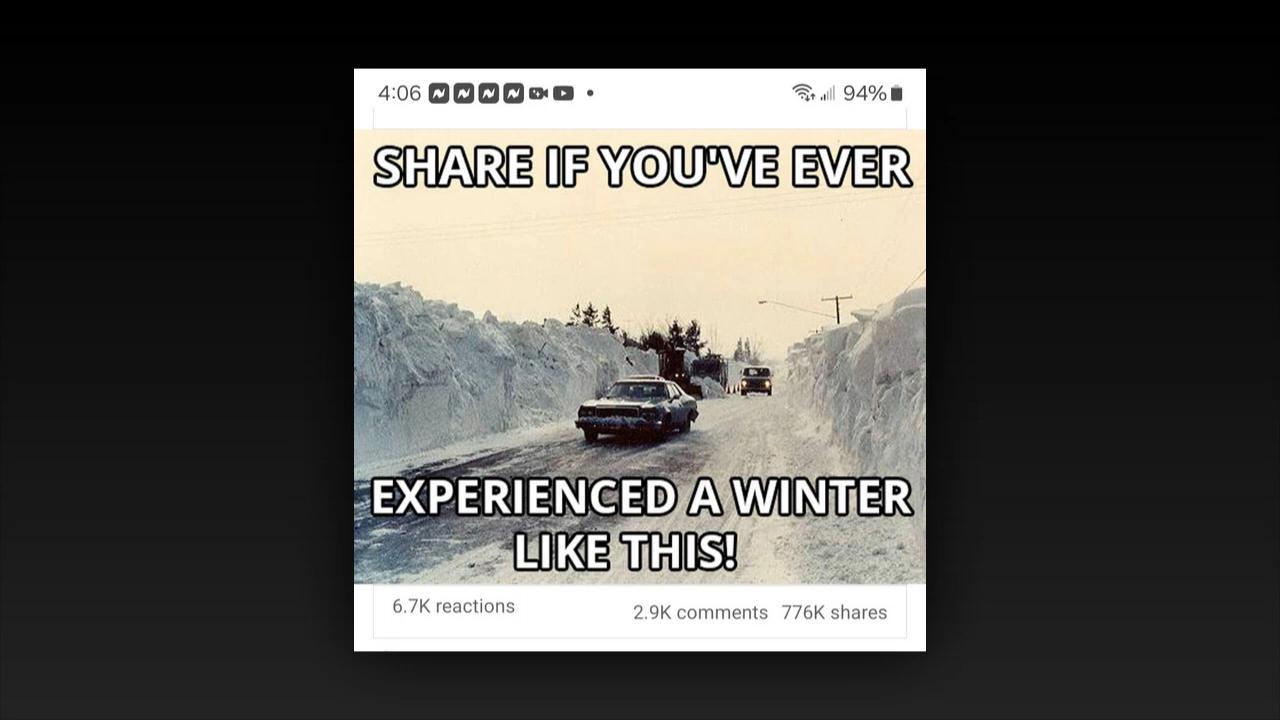 4:06 94%
SHARE IF YOU'VE EVER
EXPERIENCED A WINTER
LIKE THIS!
6.7K reactions 2.9K comments 776K shares